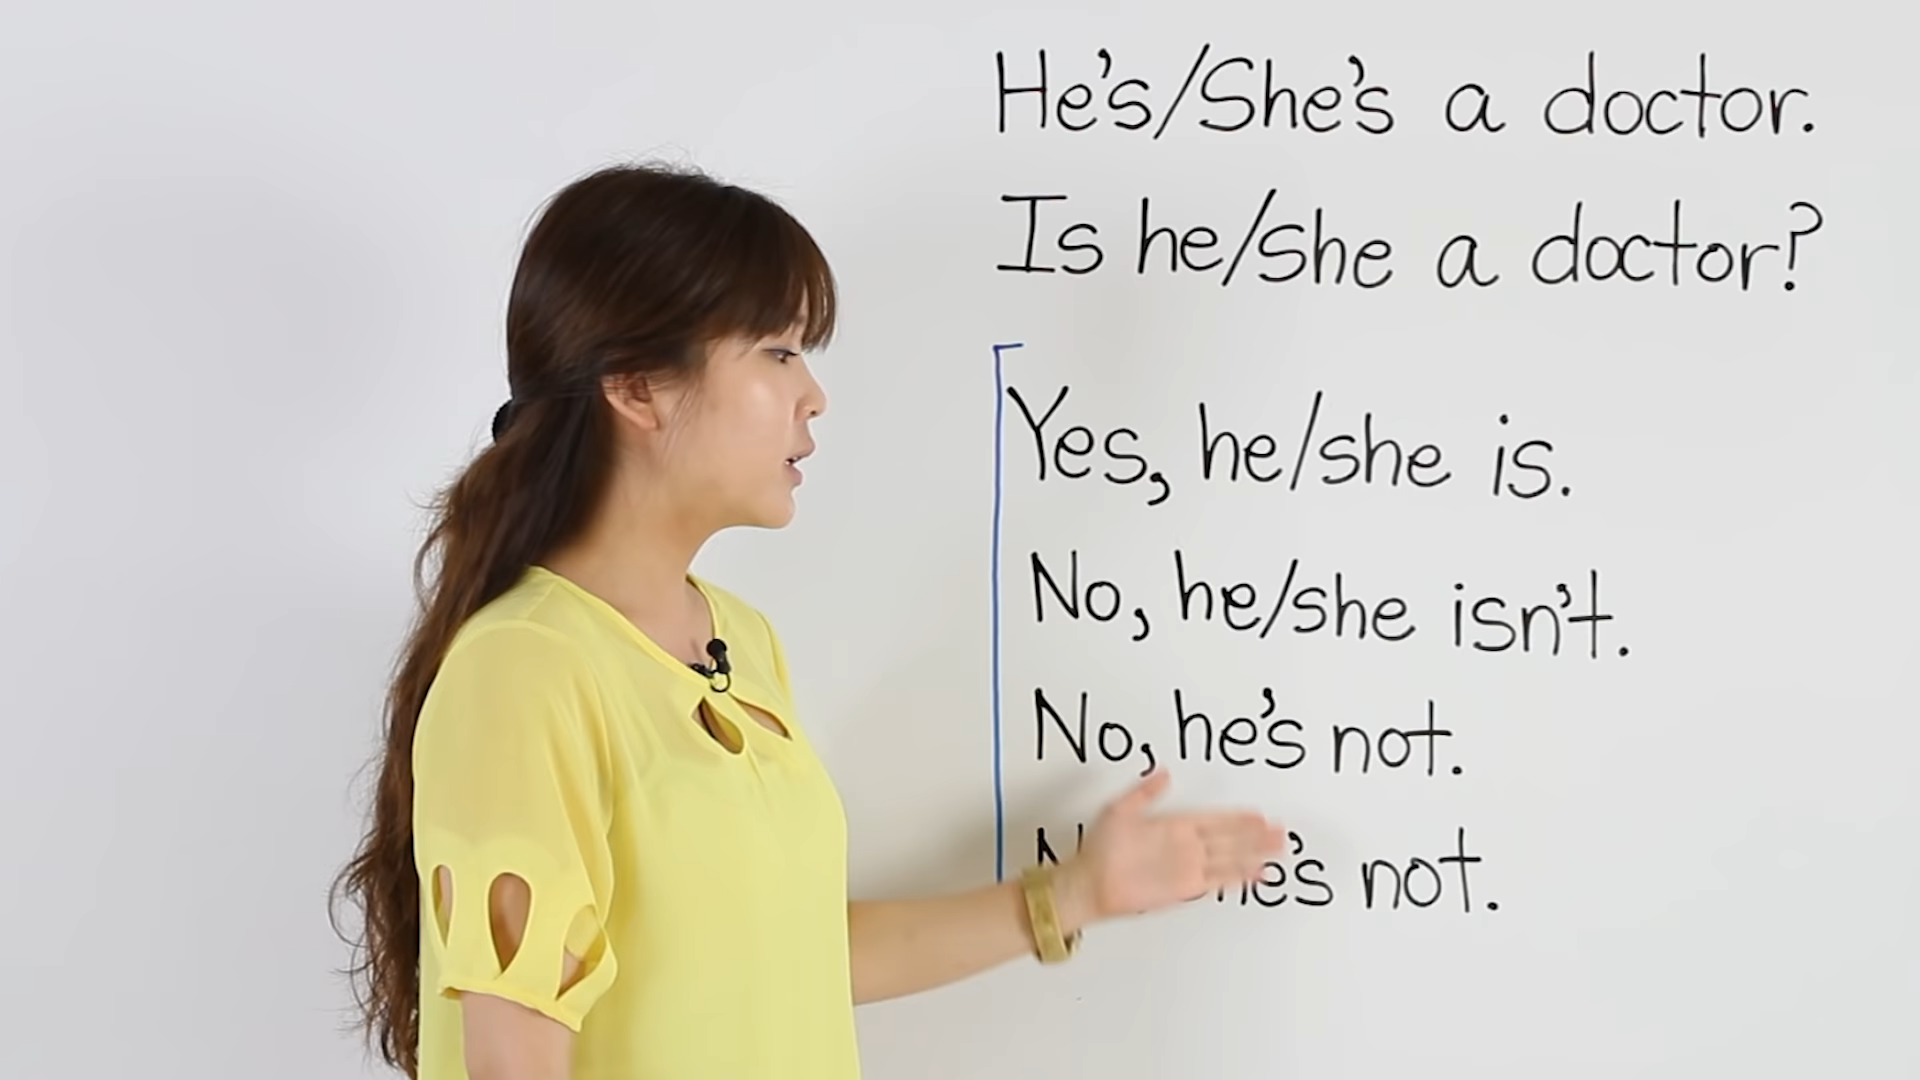 He's/She's a doctor.
Is he/she a doctor?
Yes, he/she is.
No, he/she isn't.
No, he's not.
not.